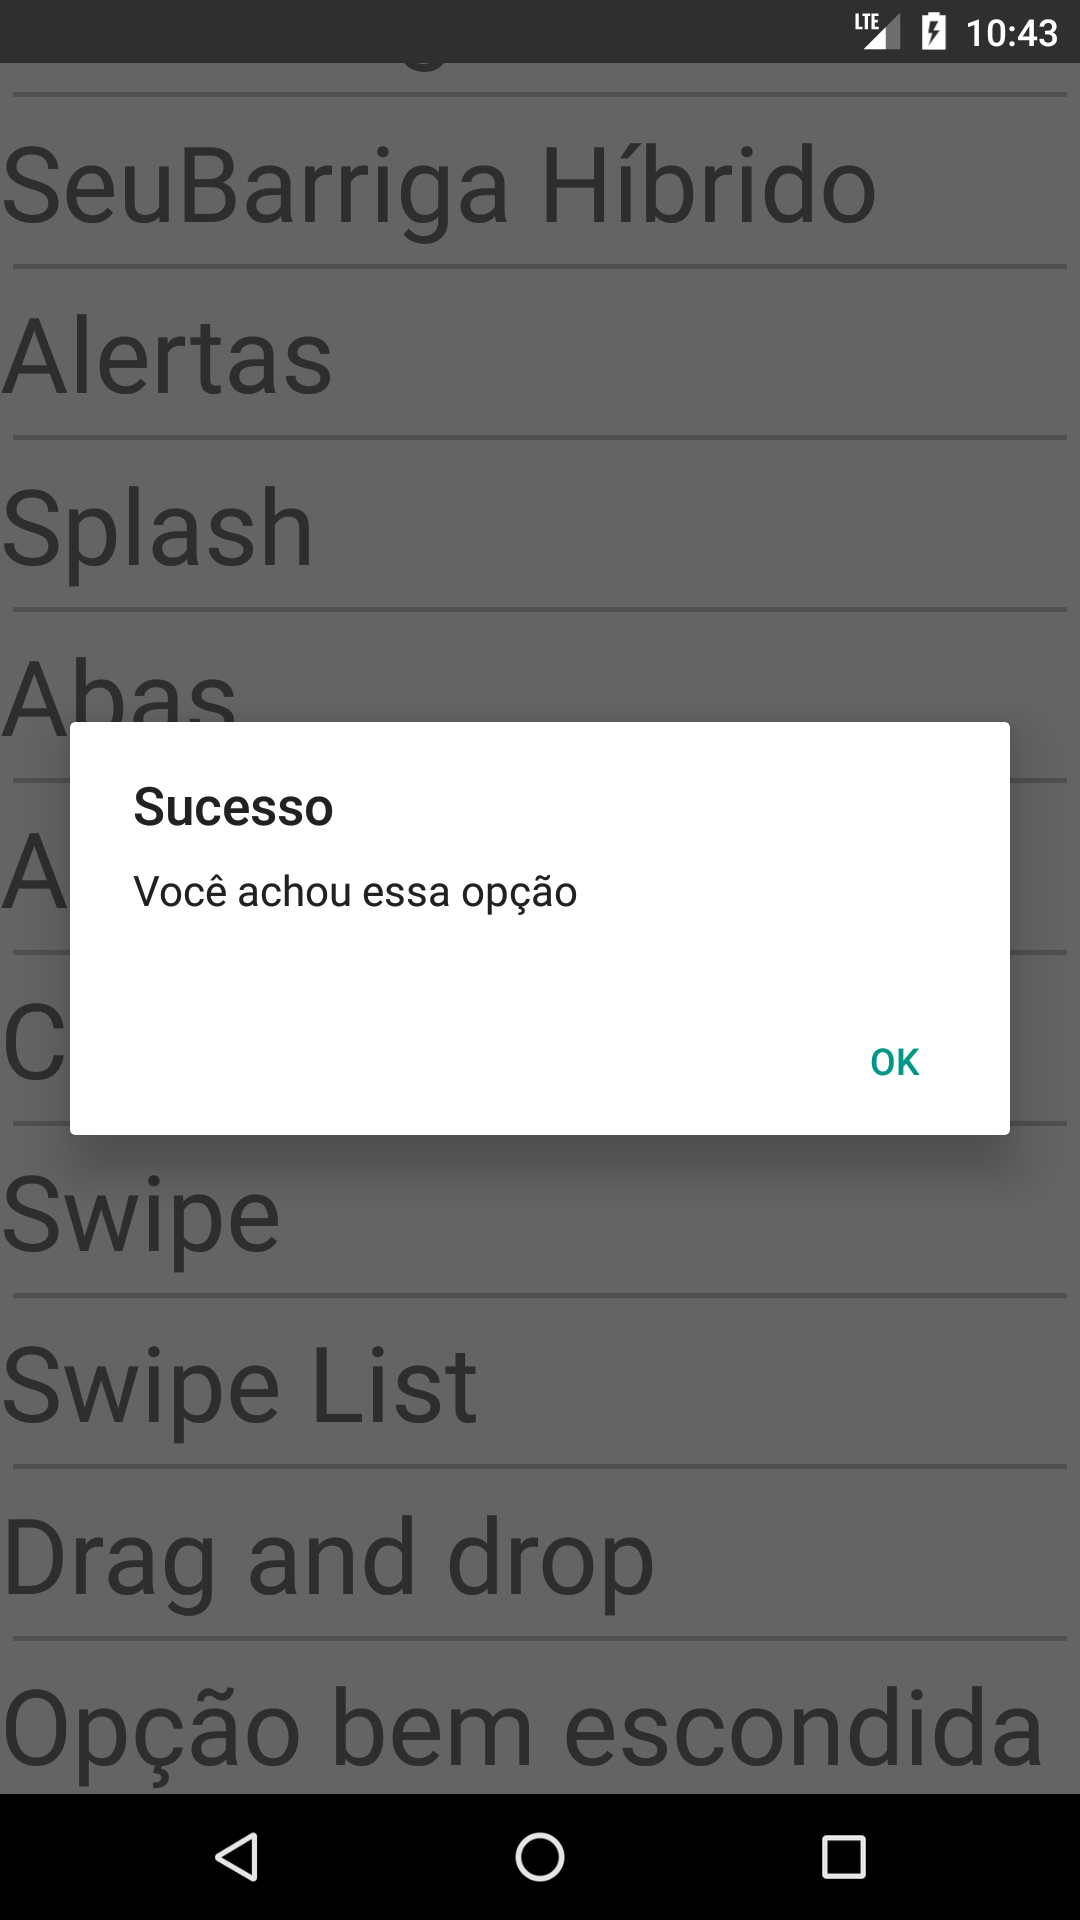 LTE 10:43
SeuBarriga Híbrido
Alertas
Splash
Abas
Sucesso
Você achou essa opção
OK
Swipe
Swipe List
Drag and drop
Opção bem escondida